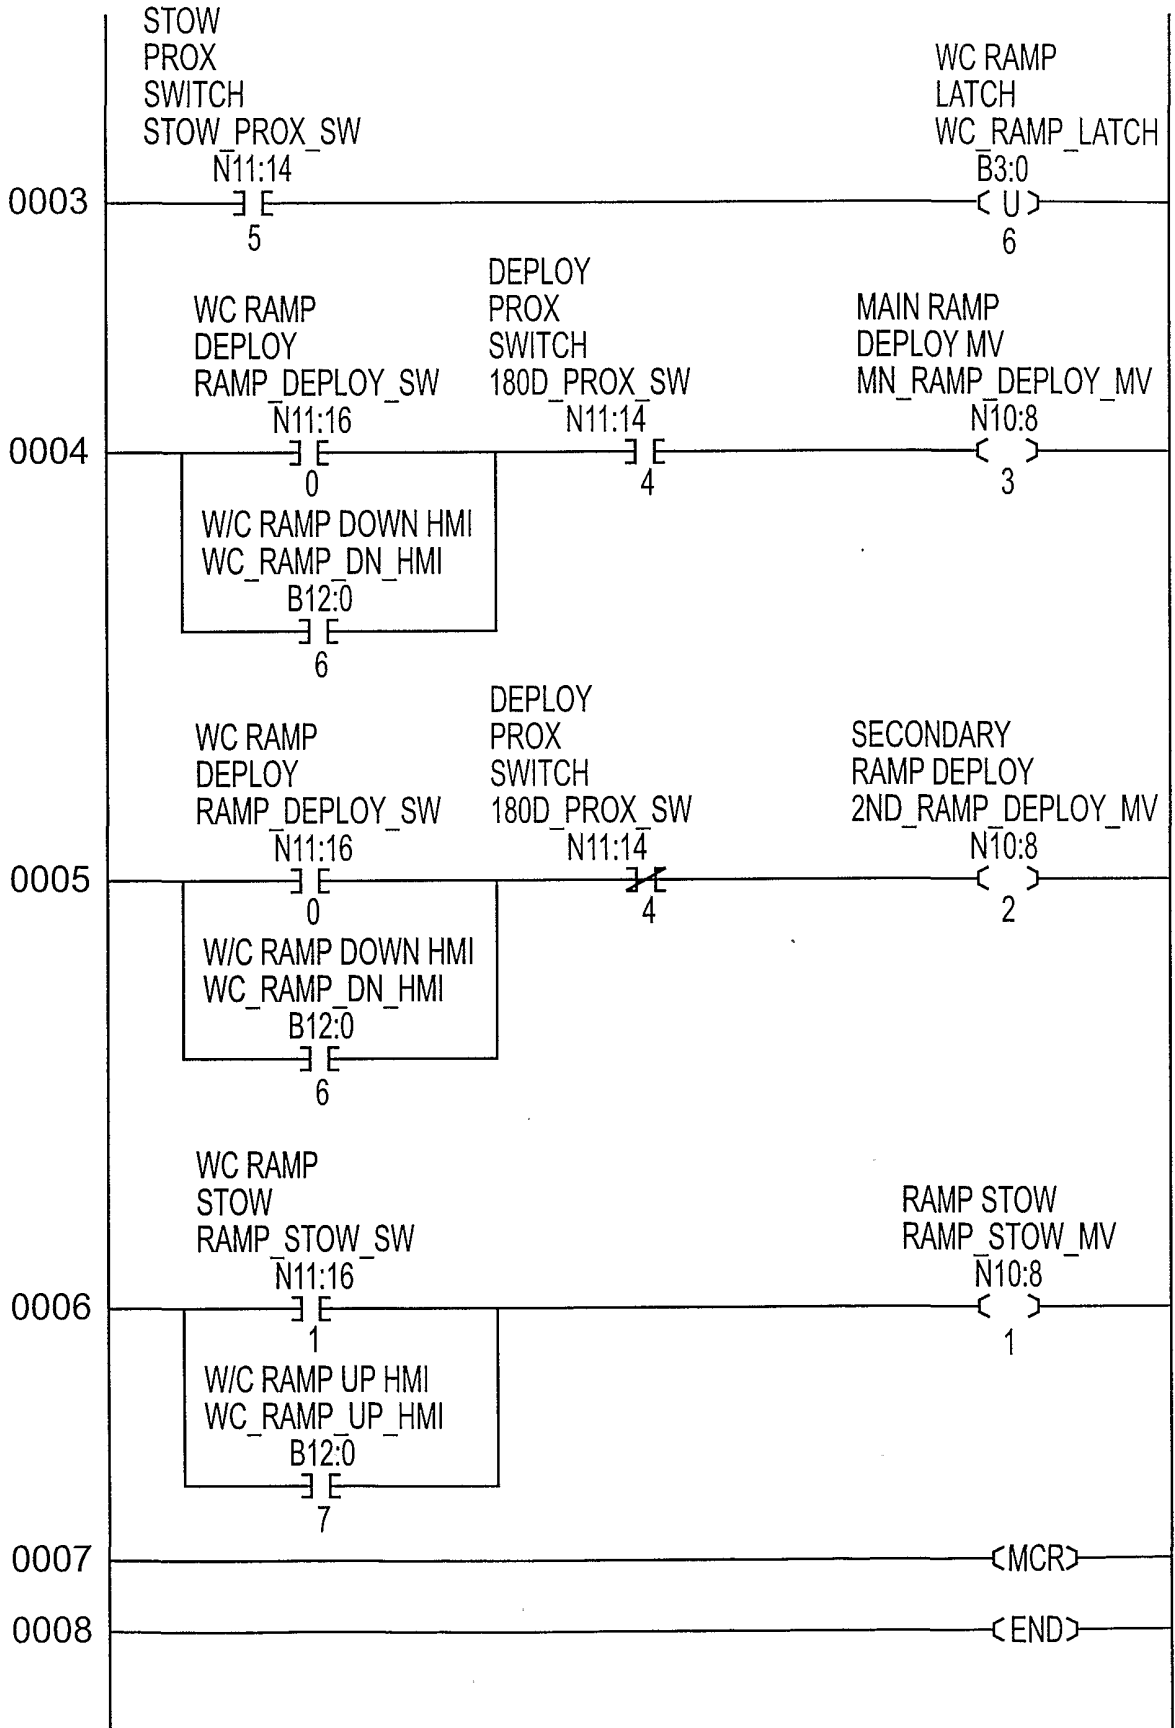 STOW
PROX
SWITCH
STOW_PROX_SW
N11:14
5
WC RAMP
LATCH
WC_RAMP_LATCH
B3:0
U
6
0003
WC RAMP
DEPLOY
RAMP_DEPLOY_SW
N11:16
0
DEPLOY
PROX
SWITCH
180D_PROX_SW
N11:14
4
MAIN RAMP
DEPLOY MV
MN_RAMP_DEPLOY_MV
N10:8
3
0004
W/C RAMP DOWN HMI
WC_RAMP_DN_HMI
B12:0
6
WC RAMP
DEPLOY
RAMP_DEPLOY_SW
N11:16
0
DEPLOY
PROX
SWITCH
180D_PROX_SW
N11:14
4
SECONDARY
RAMP DEPLOY
2ND_RAMP_DEPLOY_MV
N10:8
2
0005
W/C RAMP DOWN HMI
WC_RAMP_DN_HMI
B12:0
6
WC RAMP
STOW
RAMP_STOW_SW
N11:16
1
RAMP STOW
RAMP_STOW_MV
N10:8
1
0006
W/C RAMP UP HMI
WC_RAMP_UP_HMI
B12:0
7
0007
MCR
0008
END